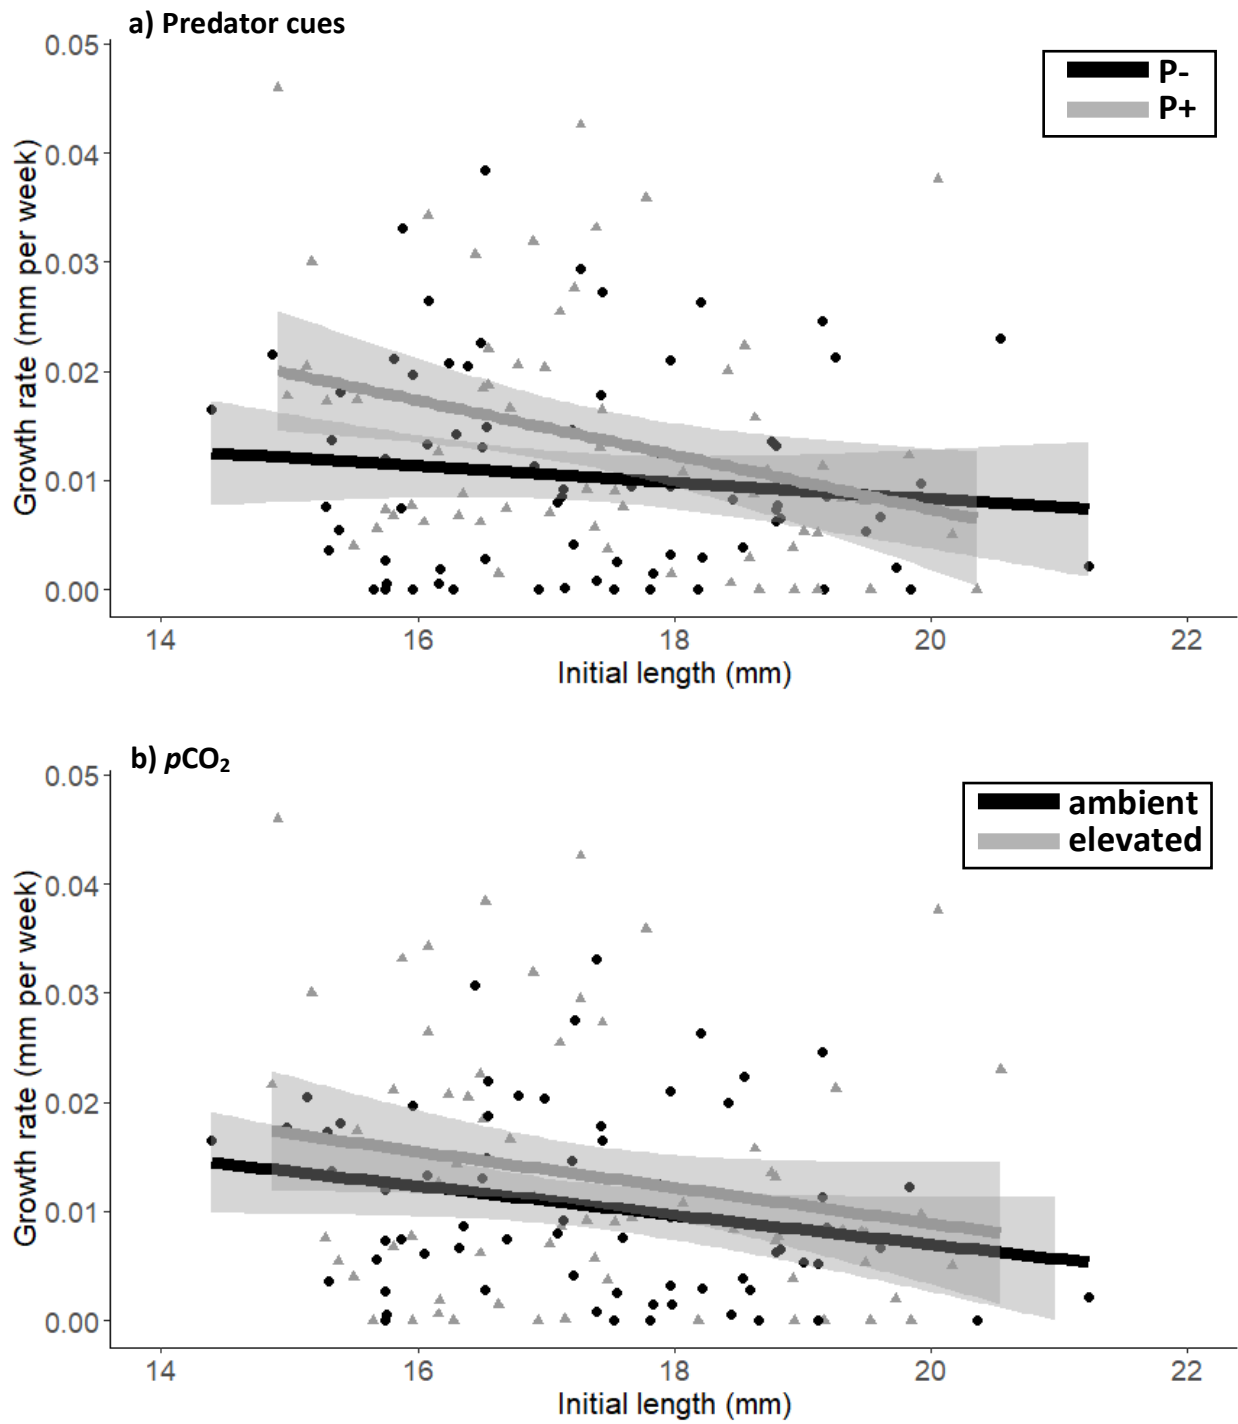 a) Predator cues
P-
P+
Growth rate (mm per week)
0.05
0.04
0.03
0.02
0.01
0.00
14 16 18 20 22
Initial length (mm)
b) pCO₂
ambient
elevated
Growth rate (mm per week)
0.05
0.04
0.03
0.02
0.01
0.00
14 16 18 20 22
Initial length (mm)